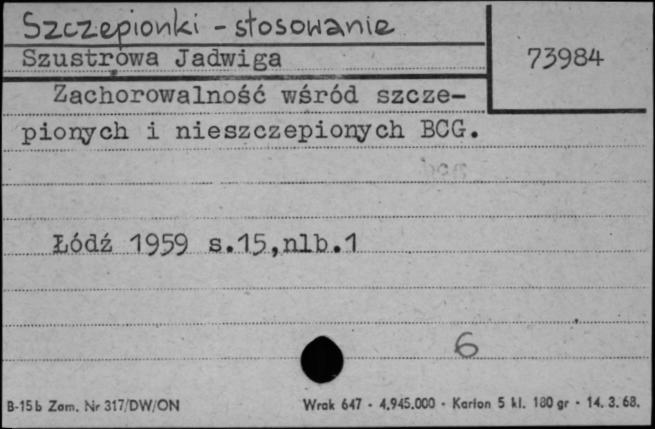 Szczepionki - stosowanie
Szustrowa Jadwiga
73984
Zachorowalność wśród szcze-
pionych i nieszczepionych BCG.
Łódź 1959 s.15,nlb.1
6
B-15b Zam. Nr 317/DW/ON
Wrak 647 - 4.945.000 - Karton 5 kl. 180 gr - 14. 3. 68.